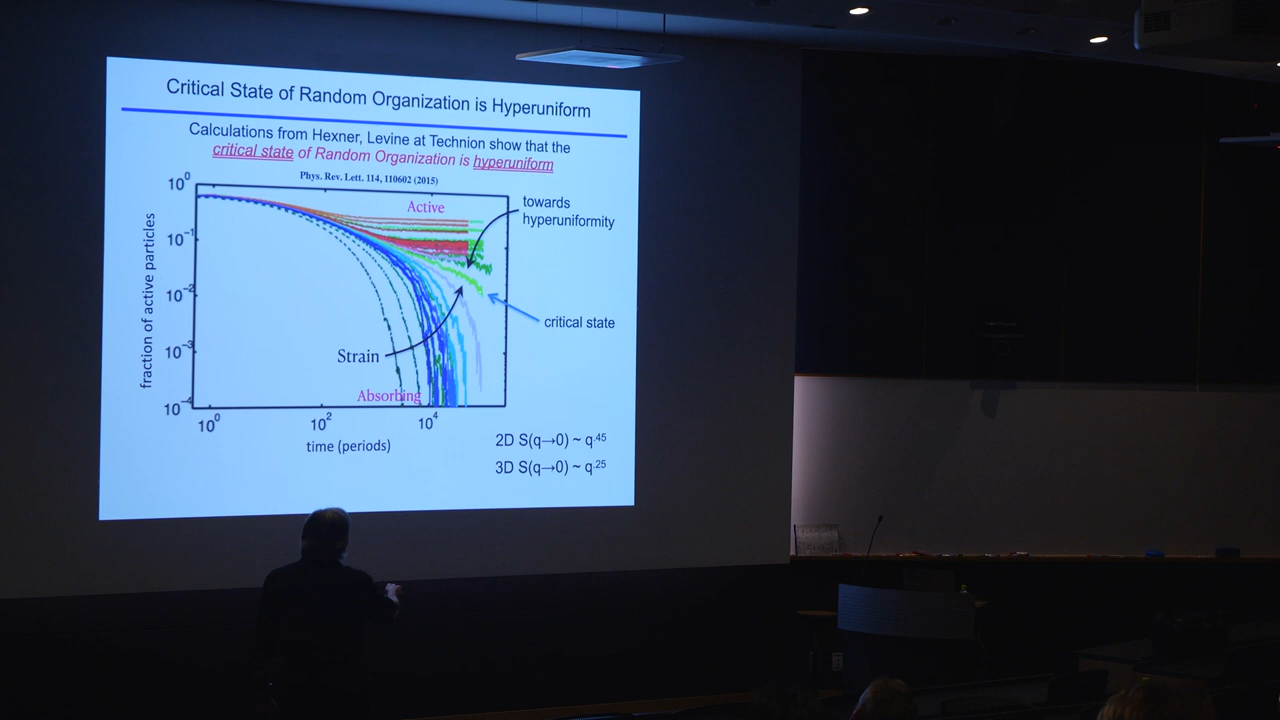 Critical State of Random Organization is Hyperuniform
Calculations from Hexner, Levine at Technion show that the
critical state of Random Organization is hyperuniform
Phys. Rev. Lett. 114, 110602 (2015)
10^0
10^-1
10^-2
10^-3
10^-4
fraction of active particles
Active
towards
hyperuniformity
critical state
Strain
Absorbing
10^0
10^2
10^4
time (periods)
2D S(q→0) ~ q^.45
3D S(q→0) ~ q^.25